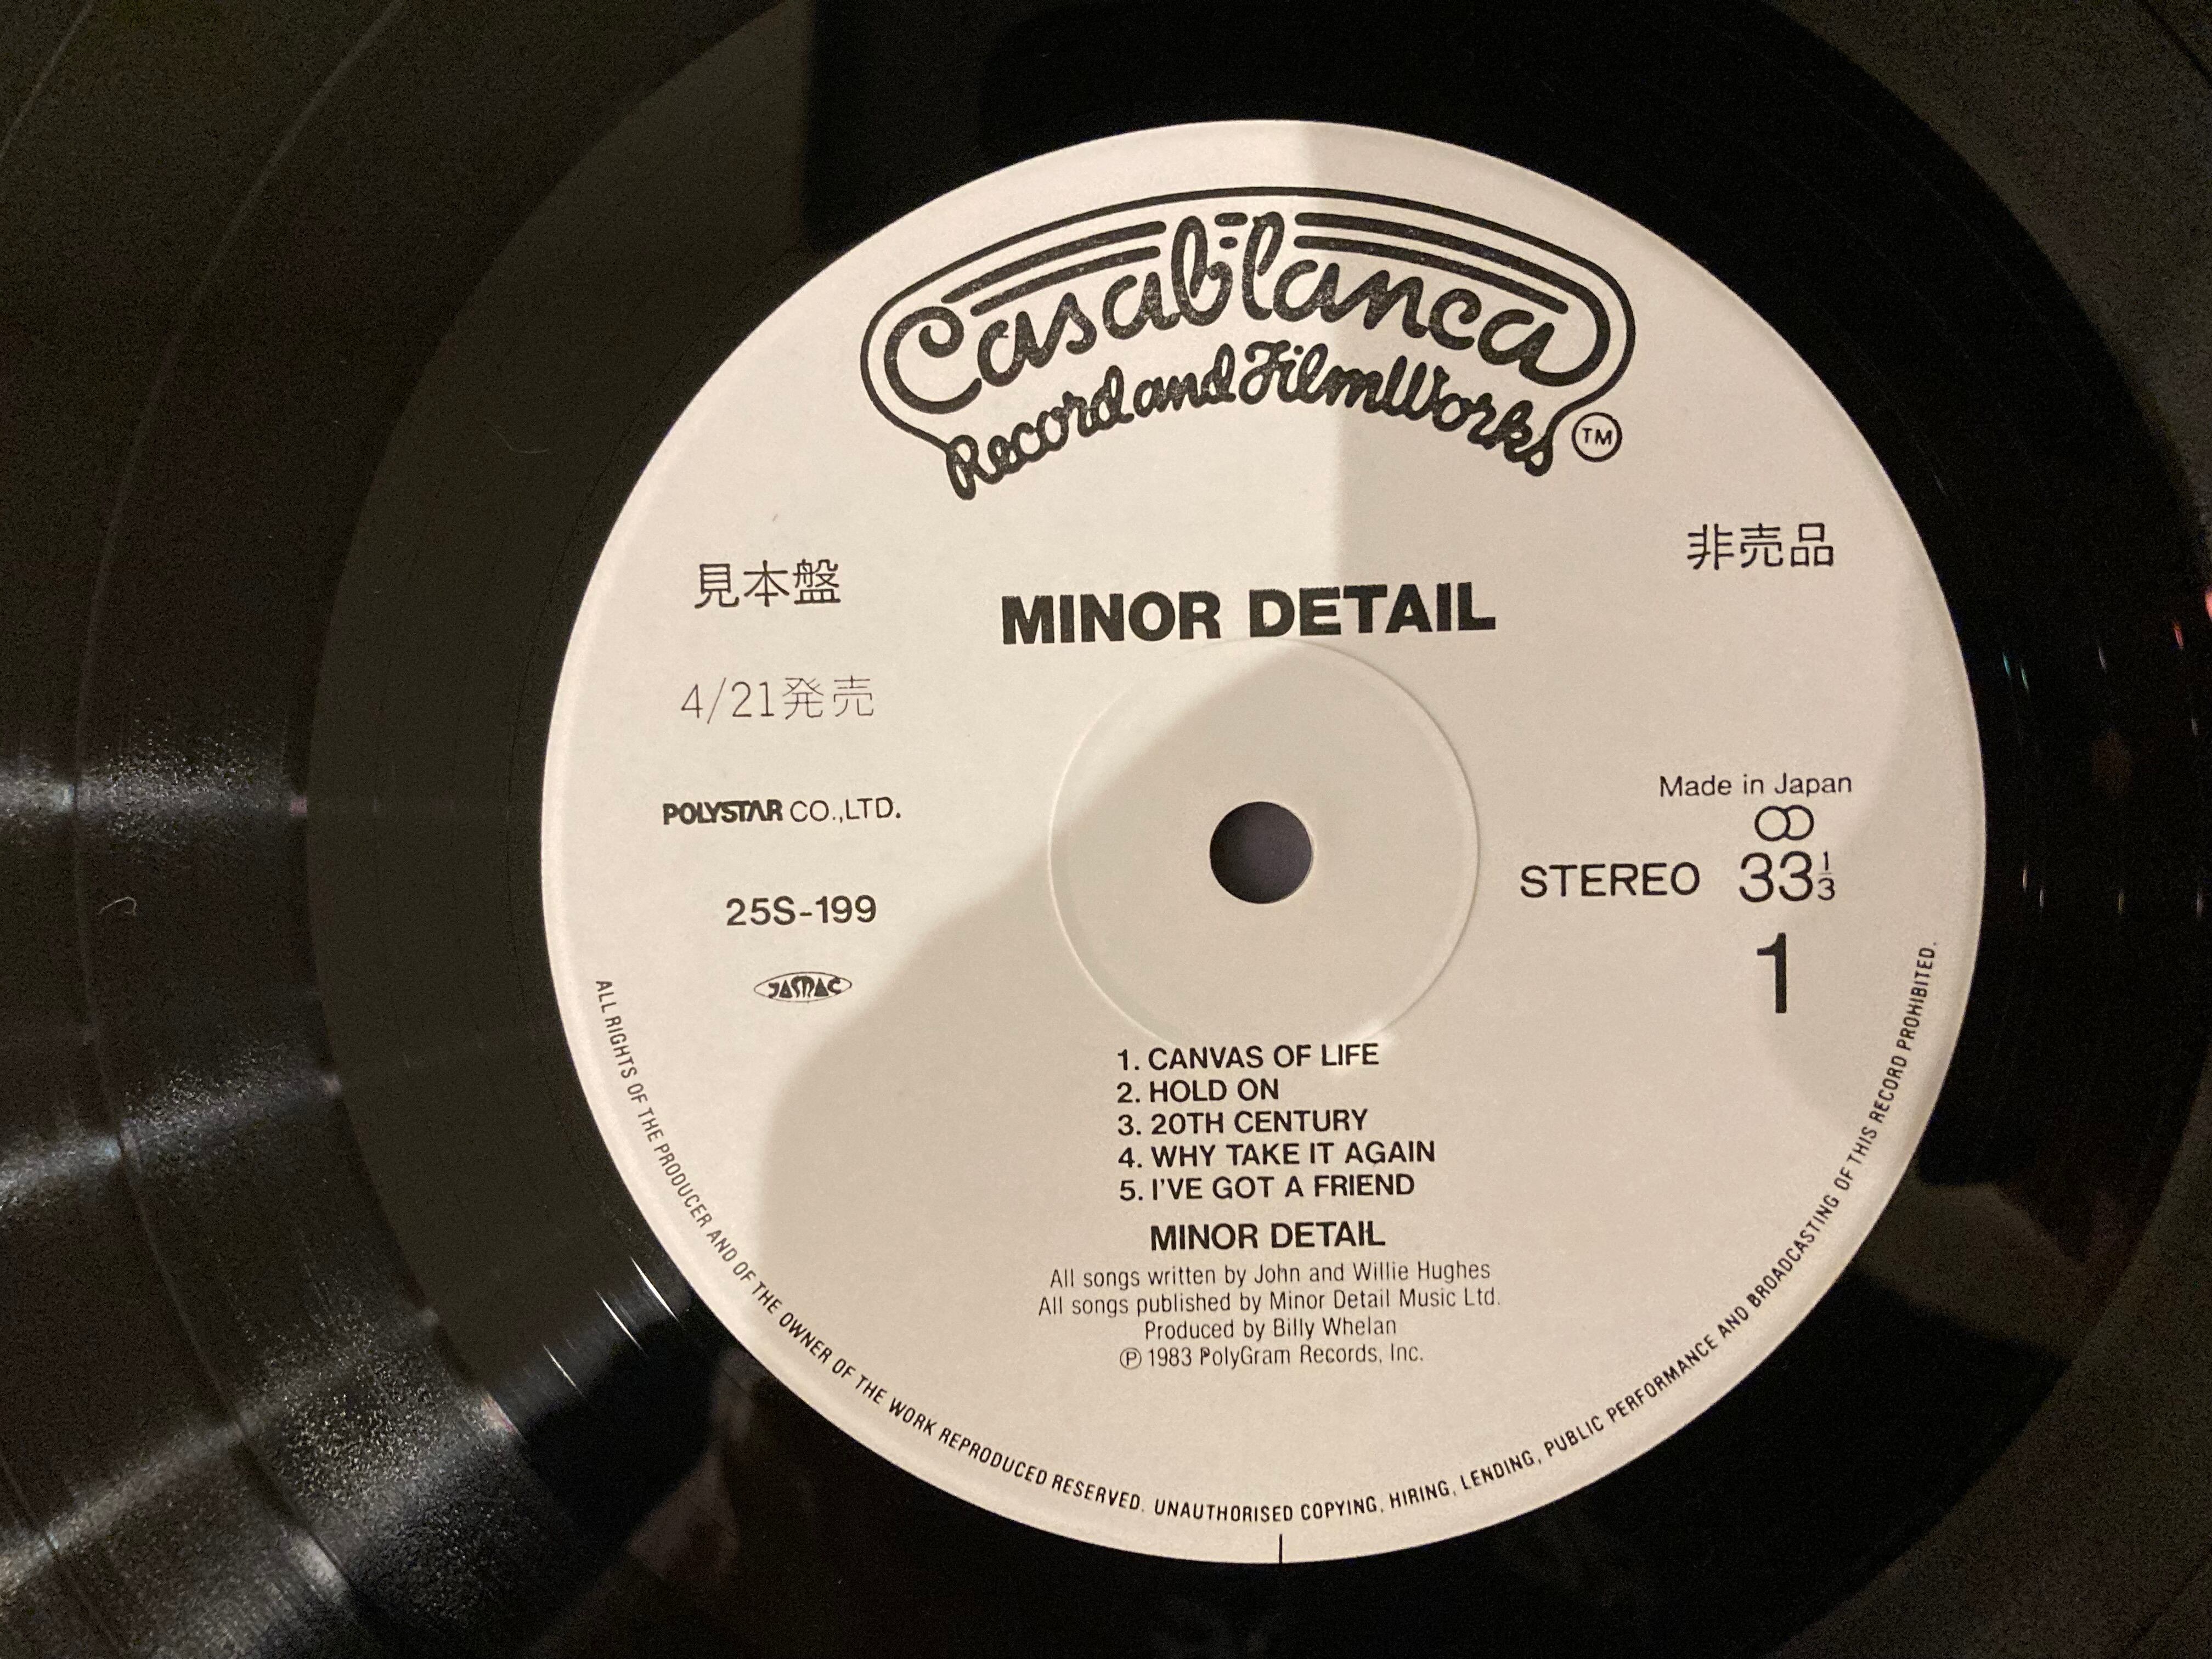 Casablanca
Record and FilmWorks TM
見本盤
非売品
MINOR DETAIL
4/21発売
POLYSTAR CO.,LTD.
Made in Japan
STEREO 33 1/3
25S-199
1
JASRAC
1. CANVAS OF LIFE
2. HOLD ON
3. 20TH CENTURY
4. WHY TAKE IT AGAIN
5. I'VE GOT A FRIEND
MINOR DETAIL
All songs written by John and Willie Hughes
All songs published by Minor Detail Music Ltd.
Produced by Billy Whelan
Ⓟ 1983 PolyGram Records, Inc.
ALL RIGHTS OF THE PRODUCER AND OF THE OWNER OF THE WORK REPRODUCED RESERVED. UNAUTHORISED COPYING, HIRING, LENDING, PUBLIC PERFORMANCE AND BROADCASTING OF THIS RECORD PROHIBITED.